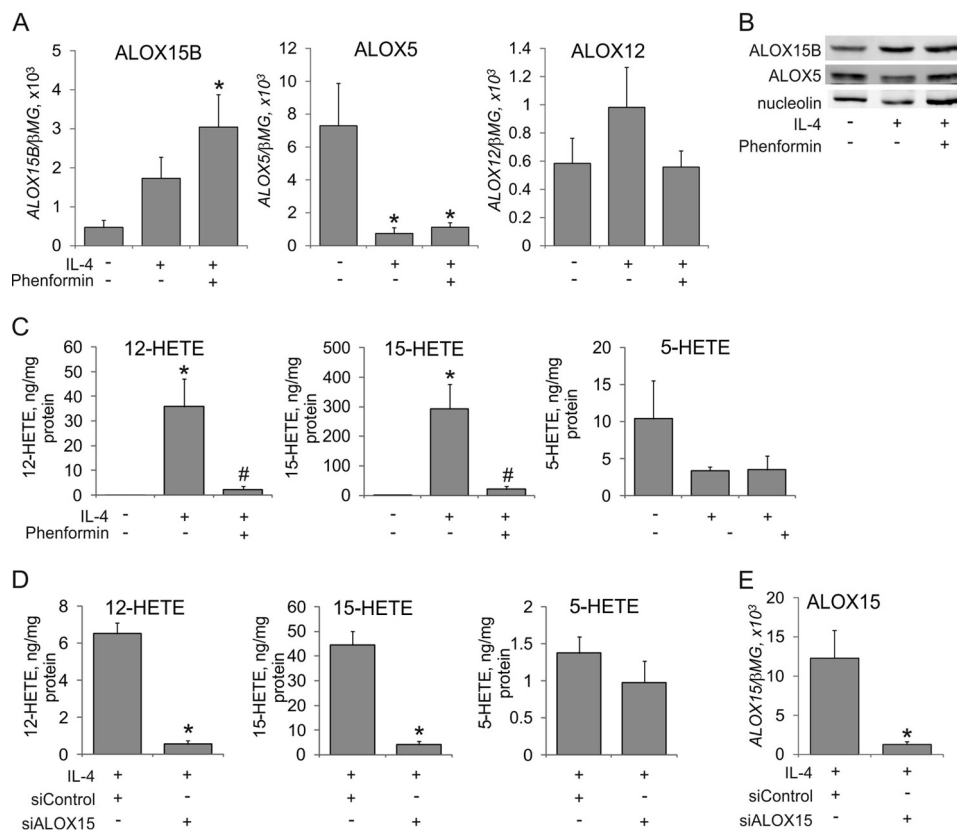 A
ALOX15B
ALOX15B/βMG, x10³
5
4
3
2
1
0
*
IL-4 - + +
Phenformin - - +
ALOX5
ALOX5/βMG, x10³
12
10
8
6
4
2
0
* *
- + +
- - +
ALOX12
ALOX12/βMG, x10³
1.4
1.2
1
0.8
0.6
0.4
0.2
0
- + +
- - +
B
ALOX15B
ALOX5
nucleolin
IL-4 - + +
Phenformin +
C
12-HETE
12-HETE, ng/mg
protein
60
50
40
30
20
10
0
*
#
IL-4 - + +
Phenformin - - +
15-HETE
15-HETE, ng/mg
protein
500
400
300
200
100
0
*
#
- + +
- - +
5-HETE
5-HETE, ng/mg
protein
20
15
10
5
0
- + +
- - +
D
12-HETE
12-HETE, ng/mg
protein
8
6
4
2
0
*
IL-4 + +
siControl + -
siALOX15 - +
15-HETE
15-HETE, ng/mg
protein
60
50
40
30
20
10
0
*
+ +
+ -
- +
5-HETE
5-HETE, ng/mg
protein
2
1.5
1
0.5
0
+ +
+ -
- +
E
ALOX15
ALOX15/βMG, x10³
20
15
10
5
0
*
IL-4 + +
siControl + -
siALOX15 - +